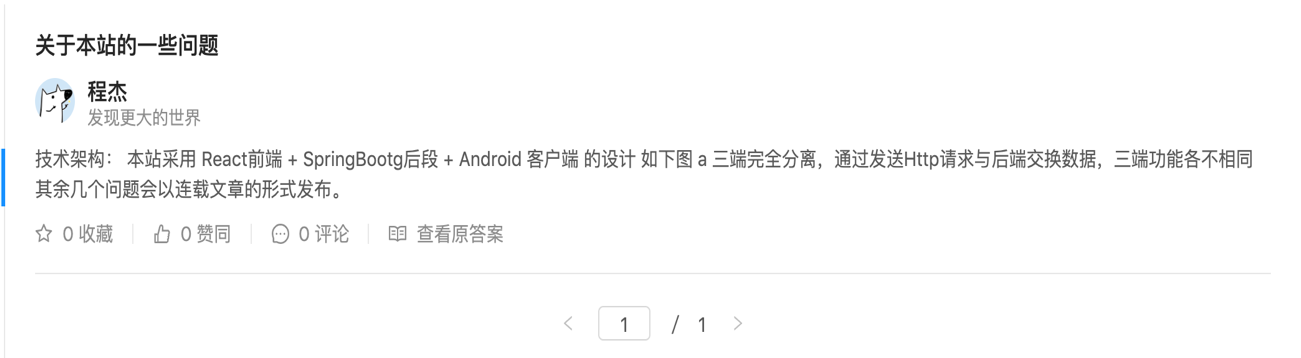 关于本站的一些问题
程杰
发现更大的世界
技术架构： 本站采用 React前端 + SpringBootg后段 + Android 客户端 的设计 如下图 a 三端完全分离，通过发送Http请求与后端交换数据，三端功能各不相同
其余几个问题会以连载文章的形式发布。
0 收藏 0 赞同 0 评论 查看原答案
< 1 / 1 >